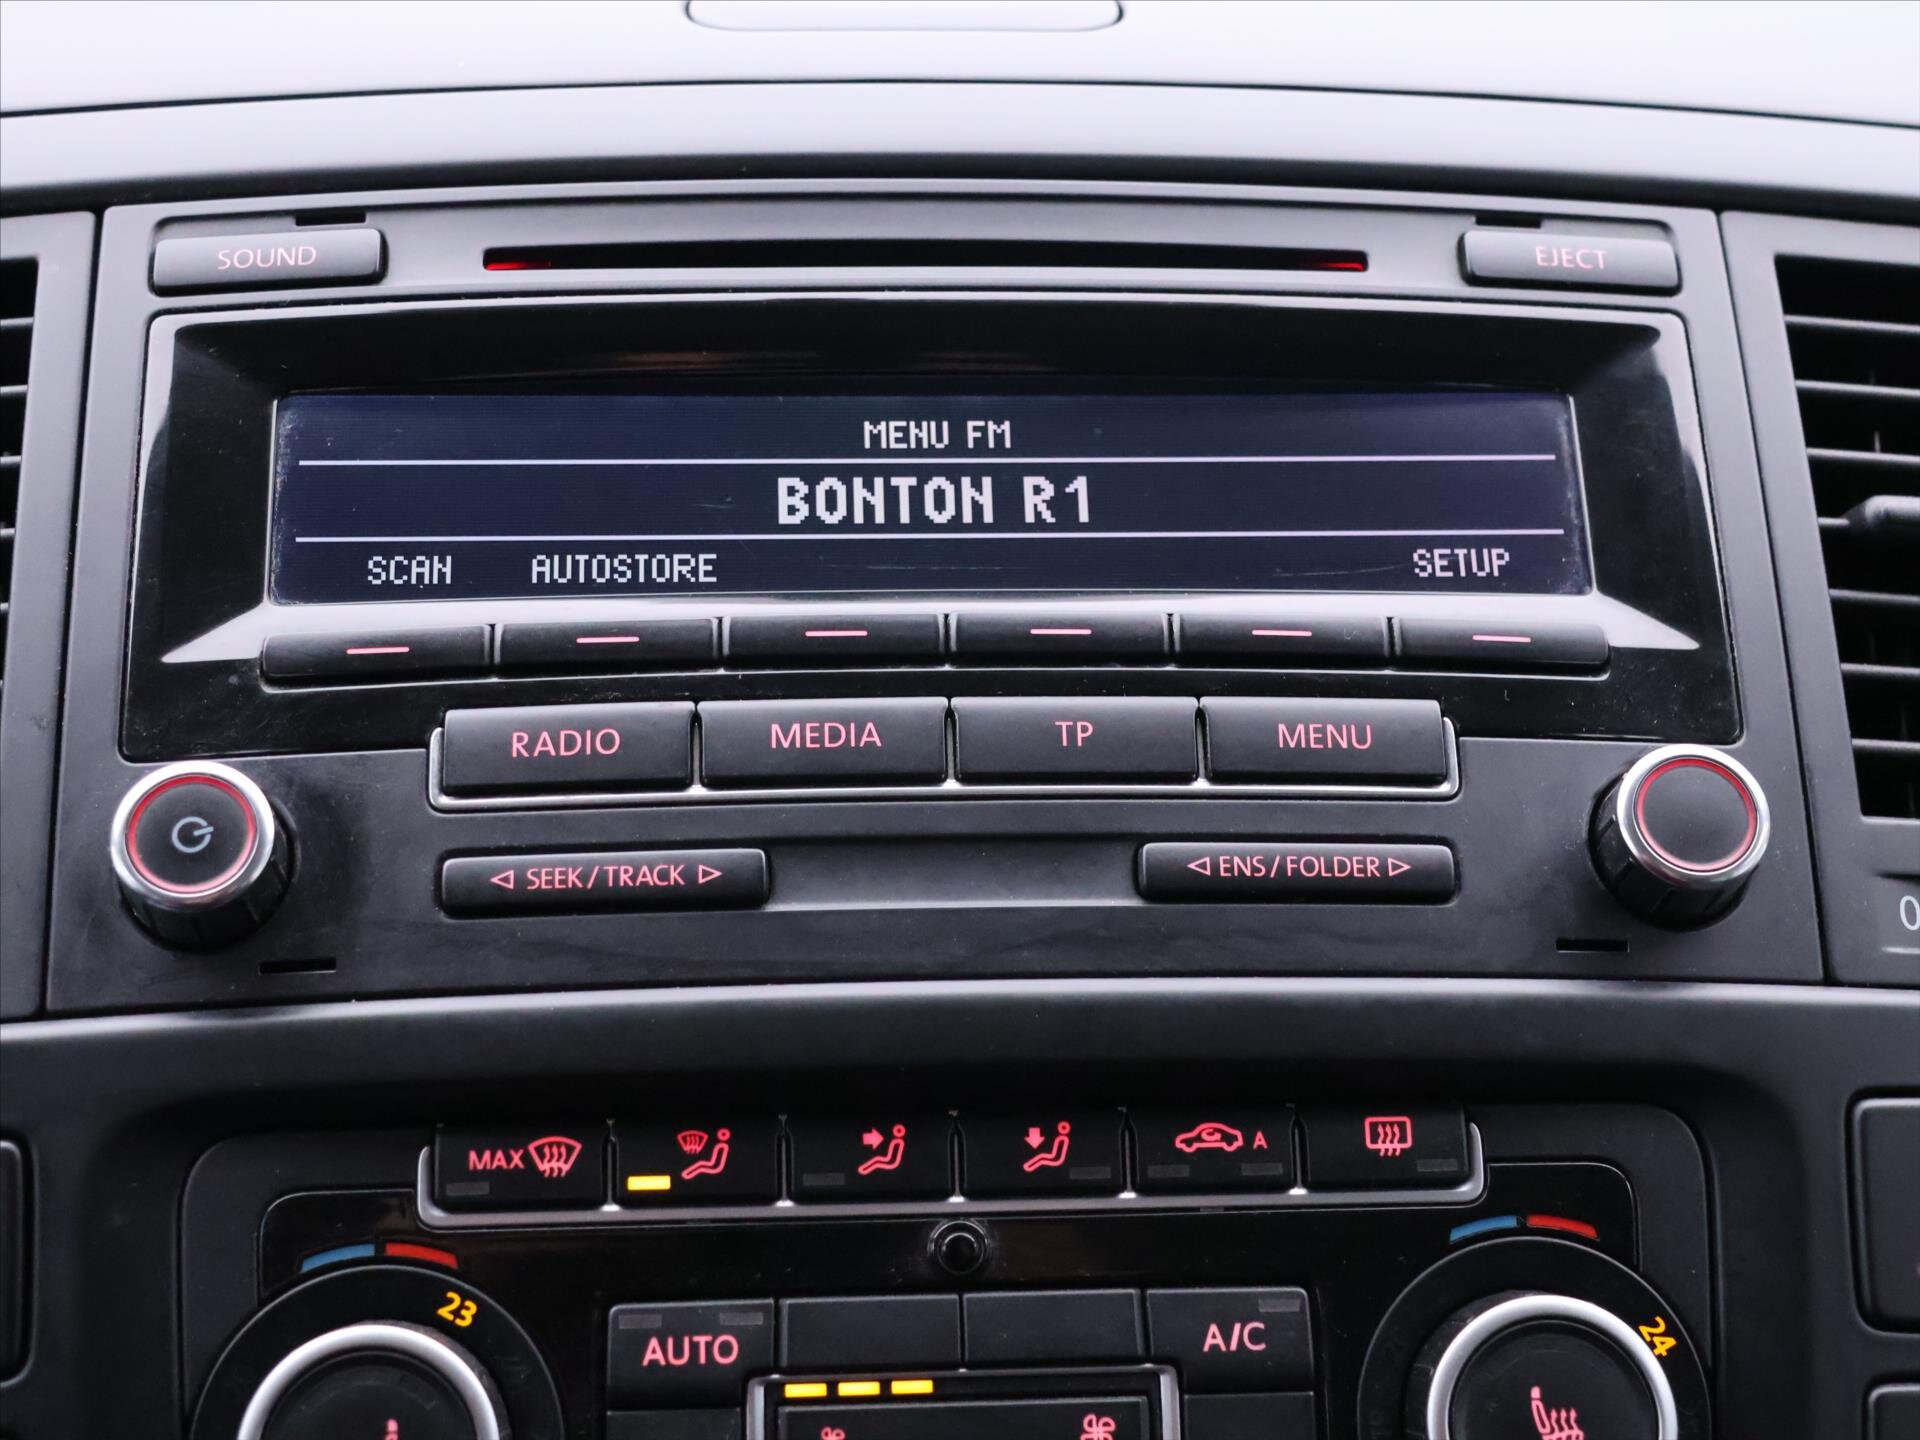 SOUND
EJECT
MENU FM
BONTON R1
SCAN AUTOSTORE SETUP
RADIO MEDIA TP MENU
SEEK/TRACK ENS/FOLDER
0
MAX A
23
24
AUTO A/C